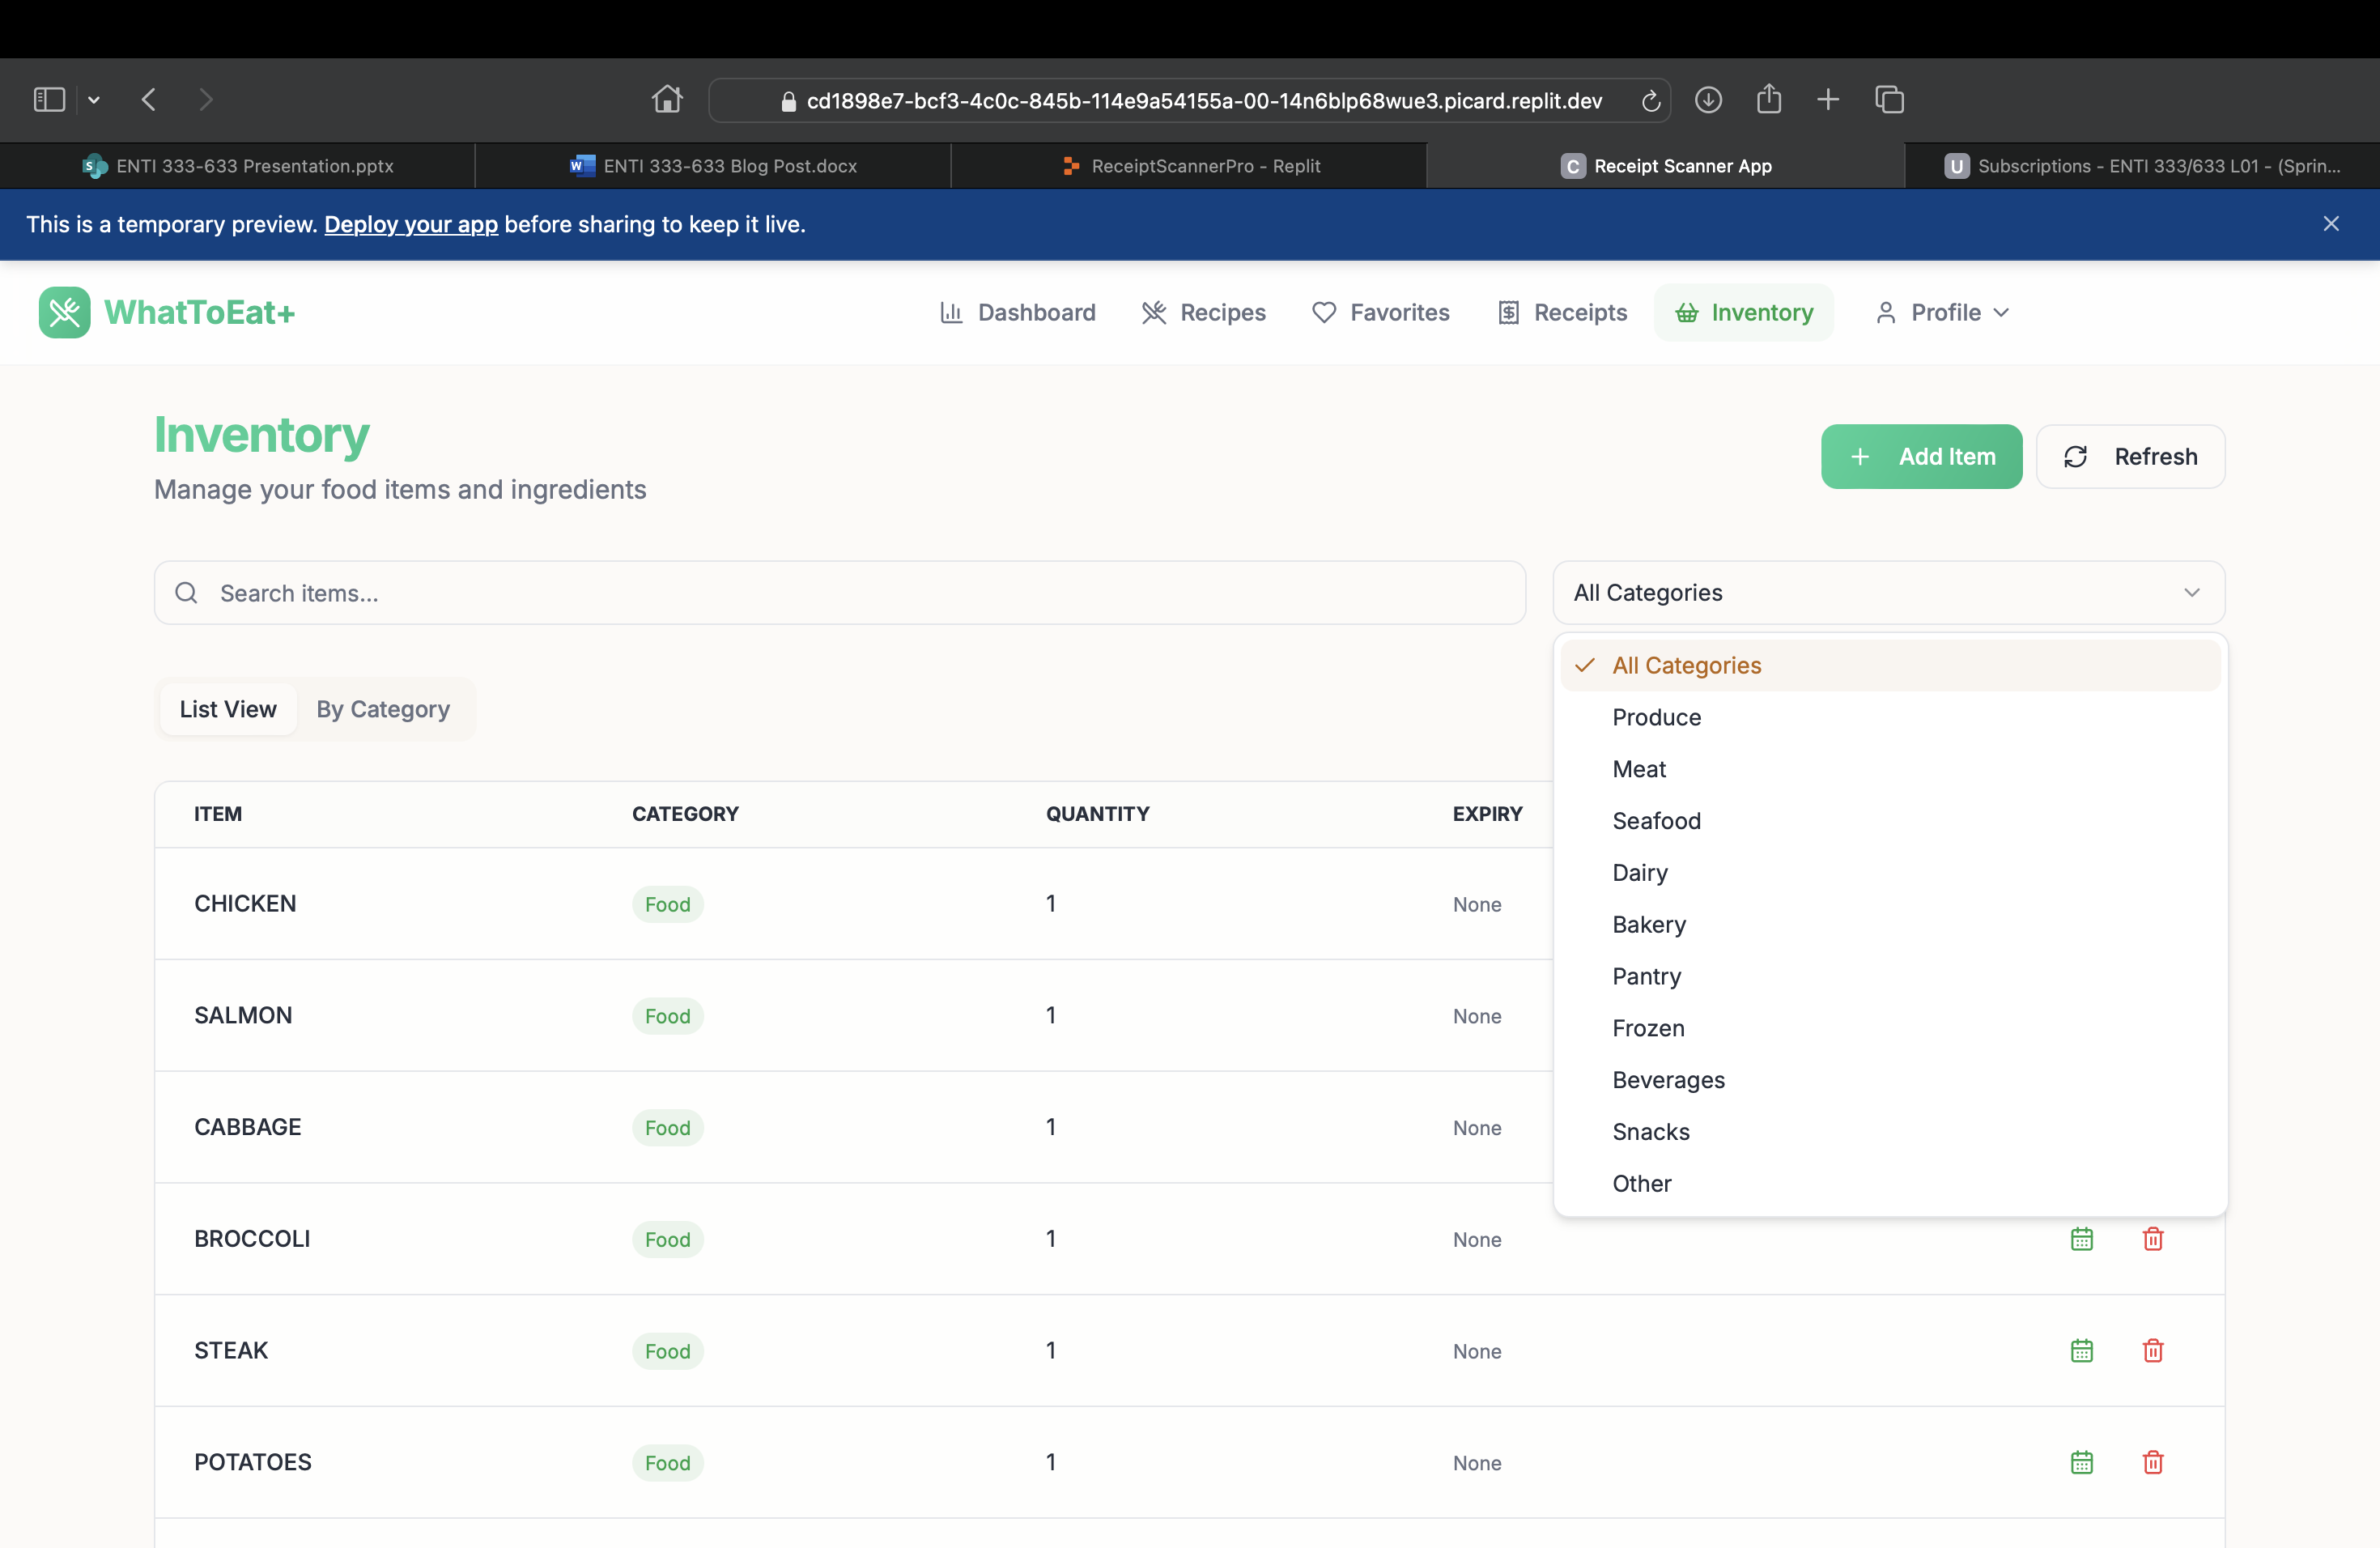 cd1898e7-bcf3-4c0c-845b-114e9a54155a-00-14n6blp68wue3.picard.replit.dev
ENTI 333-633 Presentation.pptx
ENTI 333-633 Blog Post.docx
ReceiptScannerPro - Replit
C Receipt Scanner App
U Subscriptions - ENTI 333/633 L01 - (Sprin...
This is a temporary preview. Deploy your app before sharing to keep it live.
WhatToEat+
Dashboard
Recipes
Favorites
Receipts
Inventory
Profile
Inventory
Manage your food items and ingredients
+ Add Item
Refresh
Search items...
All Categories
All Categories
Produce
Meat
Seafood
Dairy
Bakery
Pantry
Frozen
Beverages
Snacks
Other
List View
By Category
ITEM CATEGORY QUANTITY EXPIRY
CHICKEN Food 1 None
SALMON Food 1 None
CABBAGE Food 1 None
BROCCOLI Food 1 None
STEAK Food 1 None
POTATOES Food 1 None